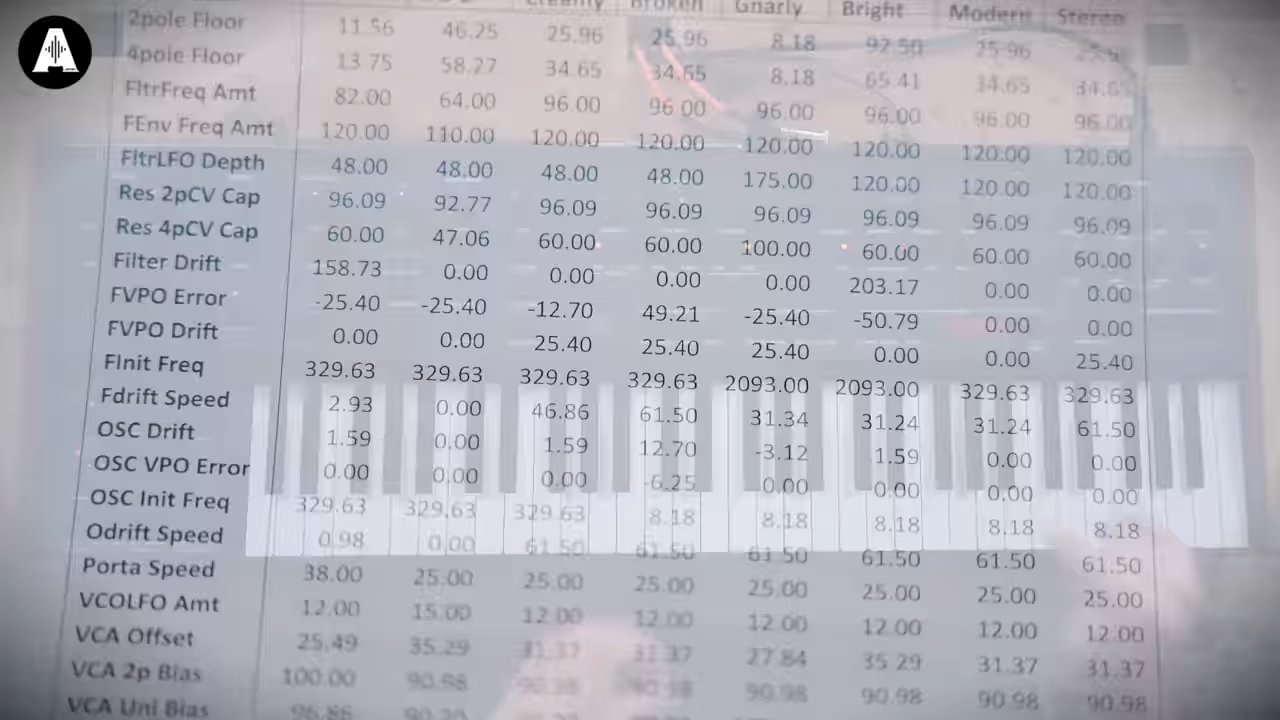 Creamy Broken Gnarly Bright Modern Stereo
2pole Floor 11.56 46.25 25.96 25.96 8.18 92.50 25.96
4pole Floor 13.75 58.27 34.65 34.65 8.18 65.41 34.65 34.65
FltrFreq Amt 82.00 64.00 96.00 96.00 96.00 96.00 96.00 96.00
FEnv Freq Amt 120.00 110.00 120.00 120.00 120.00 120.00 120.00 120.00
FltrLFO Depth 48.00 48.00 48.00 48.00 175.00 120.00 120.00 120.00
Res 2pCV Cap 96.09 92.77 96.09 96.09 96.09 96.09 96.09 96.09
Res 4pCV Cap 60.00 47.06 60.00 60.00 100.00 60.00 60.00 60.00
Filter Drift 158.73 0.00 0.00 0.00 0.00 203.17 0.00 0.00
FVPO Error -25.40 -25.40 -12.70 49.21 -25.40 -50.79 0.00 0.00
FVPO Drift 0.00 0.00 25.40 25.40 25.40 0.00 0.00 25.40
FInit Freq 329.63 329.63 329.63 329.63 2093.00 2093.00 329.63 329.63
Fdrift Speed 2.93 0.00 46.86 61.50 31.34 31.24 31.24 61.50
OSC Drift 1.59 0.00 1.59 12.70 -3.12 1.59 0.00 0.00
OSC VPO Error 0.00 0.00 0.00 -6.25 0.00 0.00 0.00 0.00
OSC Init Freq 329.63 329.63 329.63 8.18 8.18 8.18 8.18 8.18
Odrift Speed 0.98 0.00 61.50 61.50 61.50 61.50 61.50 61.50
Porta Speed 38.00 25.00 25.00 25.00 25.00 25.00 25.00 25.00
VCOLFO Amt 12.00 15.00 12.00 12.00 12.00 12.00 12.00 12.00
VCA Offset 25.49 35.29 31.37 31.37 27.84 35.29 31.37 31.37
VCA 2p Bias 100.00 90.98 90.98 90.98 90.98 90.98 90.98 90.98
VCA Uni Bias 96.86 90.20